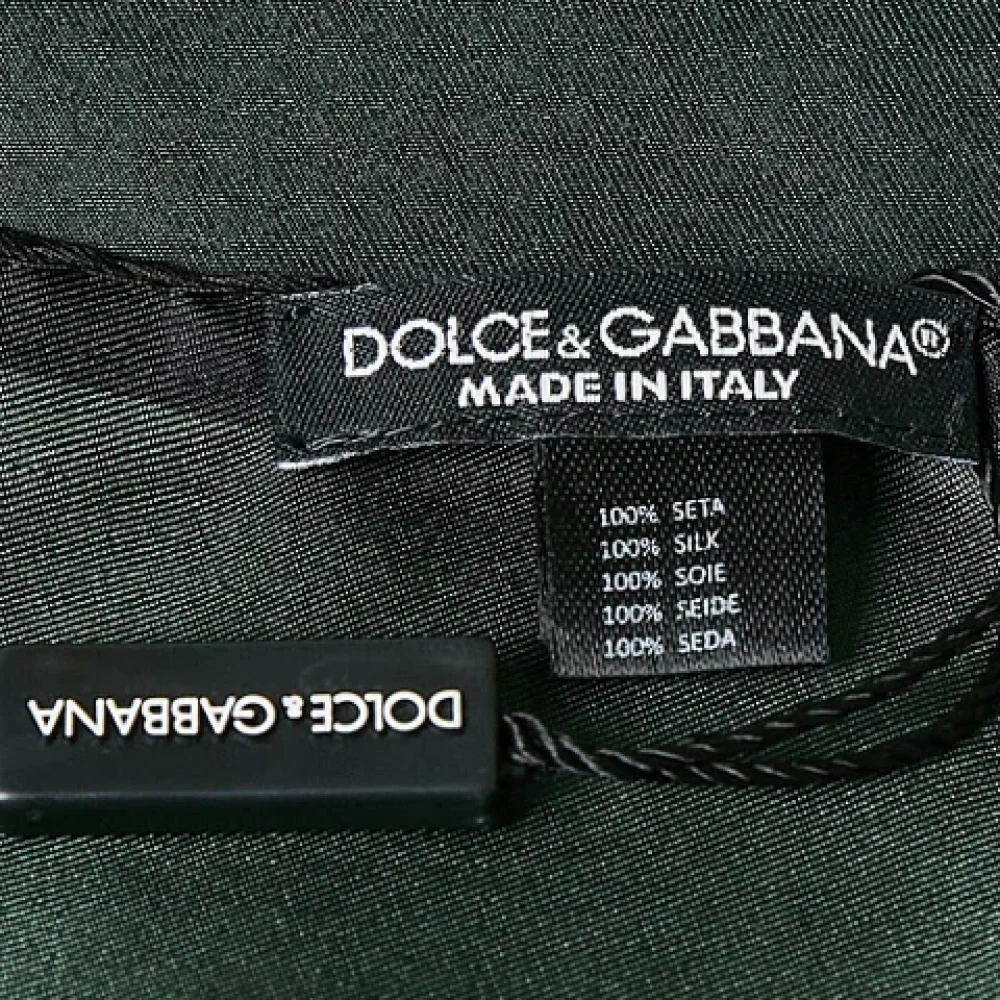 DOLCE & GABBANA®
MADE IN ITALY
100% SETA
100% SILK
100% SOIE
100% SEIDE
100% SEDA
DOLCE & GABBANA